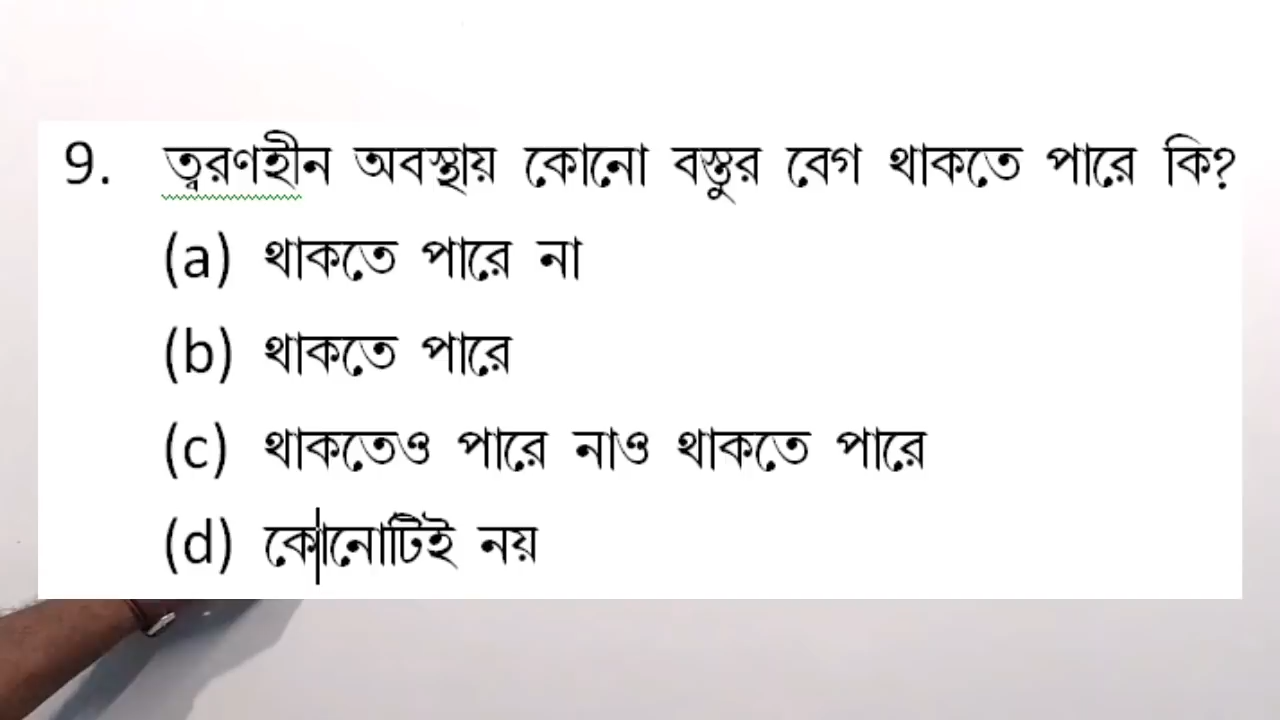 9. ত্বরণহীন অবস্থায় কোনো বস্তুর বেগ থাকতে পারে কি?
(a) থাকতে পারে না
(b) থাকতে পারে
(c) থাকতেও পারে নাও থাকতে পারে
(d) কোনোটিই নয়